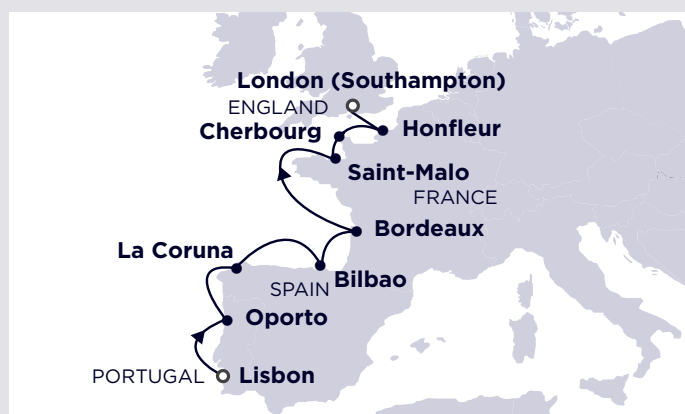 London (Southampton)
ENGLAND
Cherbourg
Honfleur
Saint-Malo
FRANCE
Bordeaux
La Coruna
Bilbao
SPAIN
Oporto
PORTUGAL
Lisbon